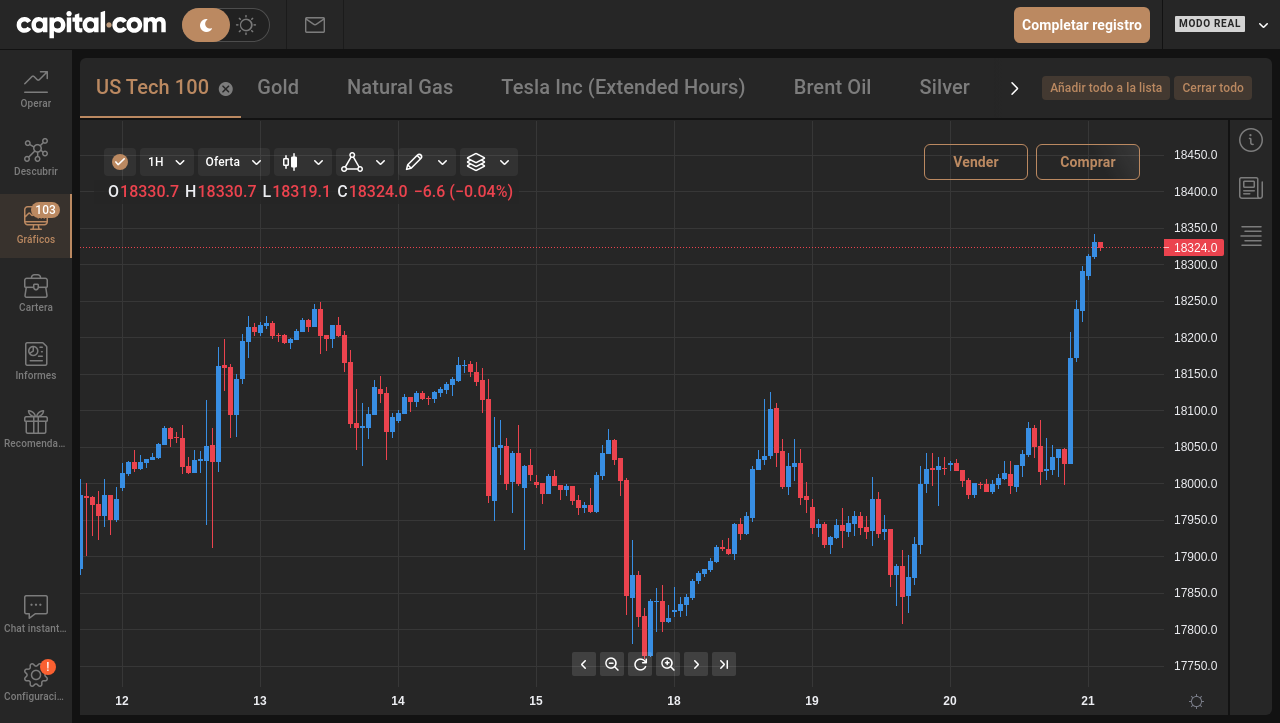 capital.com
Completar registro
MODO REAL
US Tech 100
Gold
Natural Gas
Tesla Inc (Extended Hours)
Brent Oil
Silver
Añadir todo a la lista
Cerrar todo
Operar
Descubrir
103
Gráficos
Cartera
Informes
Recomenda...
Chat instant...
!
Configuraci...
1H
Oferta
Vender
Comprar
O18330.7 H18330.7 L18319.1 C18324.0 −6.6 (−0.04%)
18450.0
18400.0
18350.0
18324.0
18300.0
18250.0
18200.0
18150.0
18100.0
18050.0
18000.0
17950.0
17900.0
17850.0
17800.0
17750.0
12 13 14 15 18 19 20 21